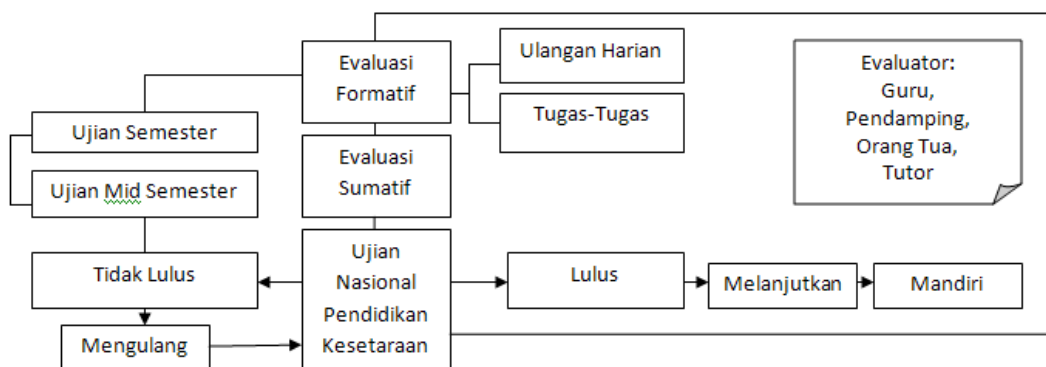 Evaluasi
Formatif
Ulangan Harian
Tugas-Tugas
Evaluator:
Guru,
Pendamping,
Orang Tua,
Tutor
Ujian Semester
Ujian Mid Semester
Evaluasi
Sumatif
Tidak Lulus
Ujian
Nasional
Pendidikan
Kesetaraan
Lulus
Melanjutkan
Mandiri
Mengulang